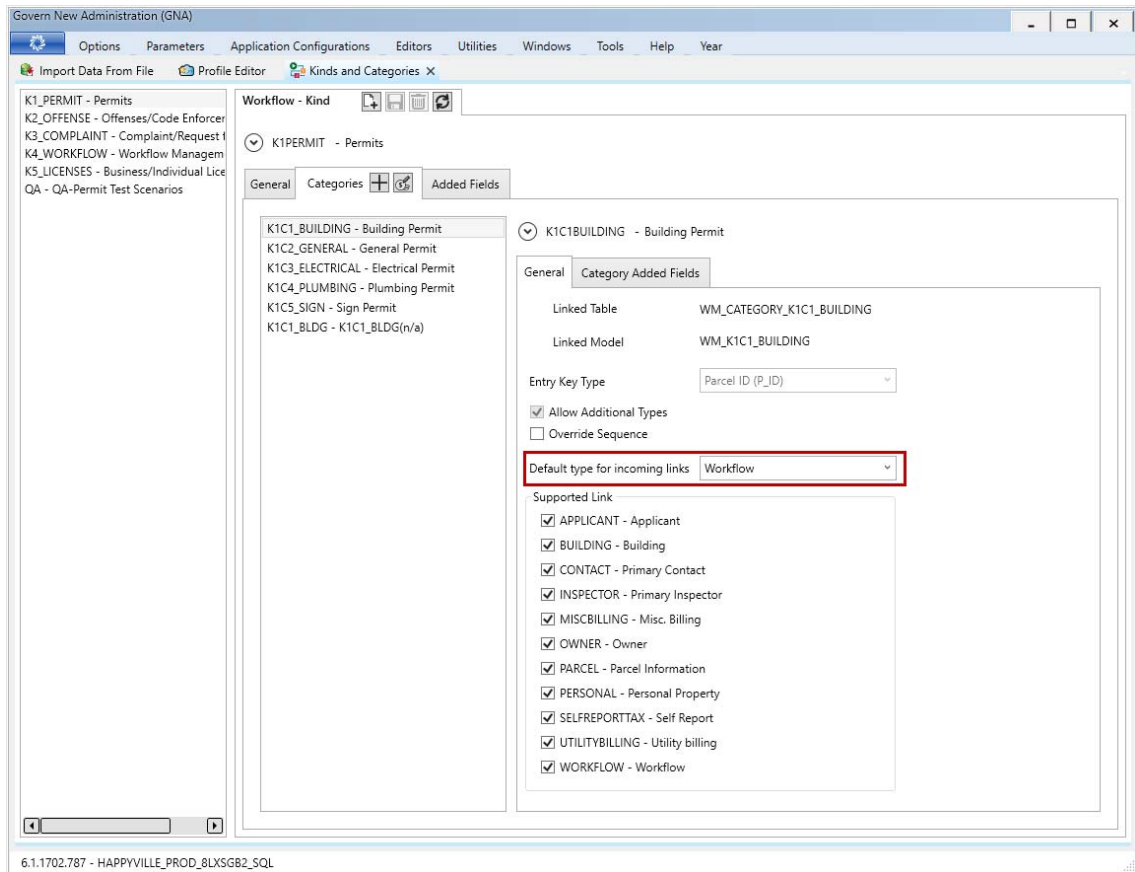 Govern New Administration (GNA)
Options Parameters Application Configurations Editors Utilities Windows Tools Help Year
Import Data From File Profile Editor Kinds and Categories X
K1_PERMIT - Permits
K2_OFFENSE - Offenses/Code Enforcer
K3_COMPLAINT - Complaint/Request f
K4_WORKFLOW - Workflow Managem
K5_LICENSES - Business/Individual Lice
QA - QA-Permit Test Scenarios
Workflow - Kind
K1PERMIT - Permits
General Categories Added Fields
K1C1_BUILDING - Building Permit
K1C2_GENERAL - General Permit
K1C3_ELECTRICAL - Electrical Permit
K1C4_PLUMBING - Plumbing Permit
K1C5_SIGN - Sign Permit
K1C1_BLDG - K1C1_BLDG(n/a)
K1C1BUILDING - Building Permit
General Category Added Fields
Linked Table WM_CATEGORY_K1C1_BUILDING
Linked Model WM_K1C1_BUILDING
Entry Key Type Parcel ID (P_ID)
Allow Additional Types
Override Sequence
Default type for incoming links Workflow
Supported Link
APPLICANT - Applicant
BUILDING - Building
CONTACT - Primary Contact
INSPECTOR - Primary Inspector
MISCBILLING - Misc. Billing
OWNER - Owner
PARCEL - Parcel Information
PERSONAL - Personal Property
SELFREPORTTAX - Self Report
UTILITYBILLING - Utility billing
WORKFLOW - Workflow
6.1.1702.787 - HAPPYVILLE_PROD_8LXSGB2_SQL